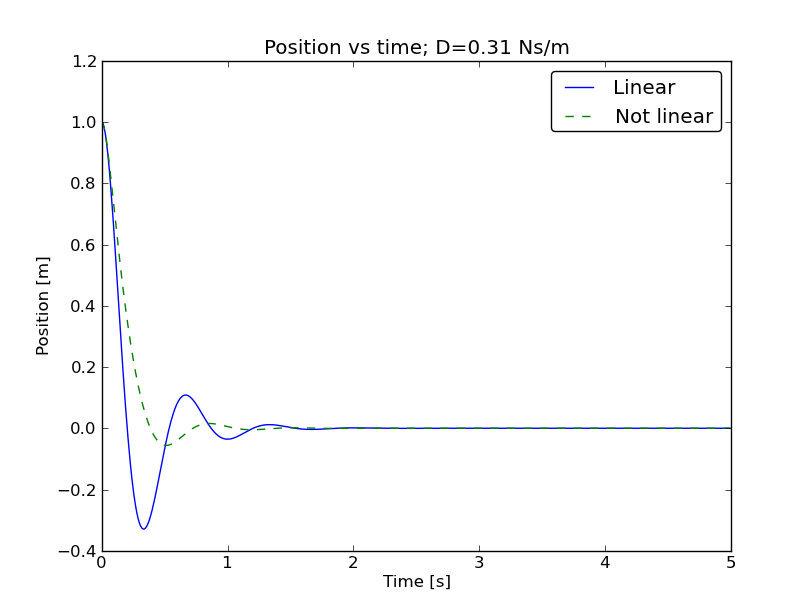 Position vs time; D=0.31 Ns/m
Linear
Not linear
Position [m]
1.2
1.0
0.8
0.6
0.4
0.2
0.0
−0.2
−0.4
0 1 2 3 4 5
Time [s]